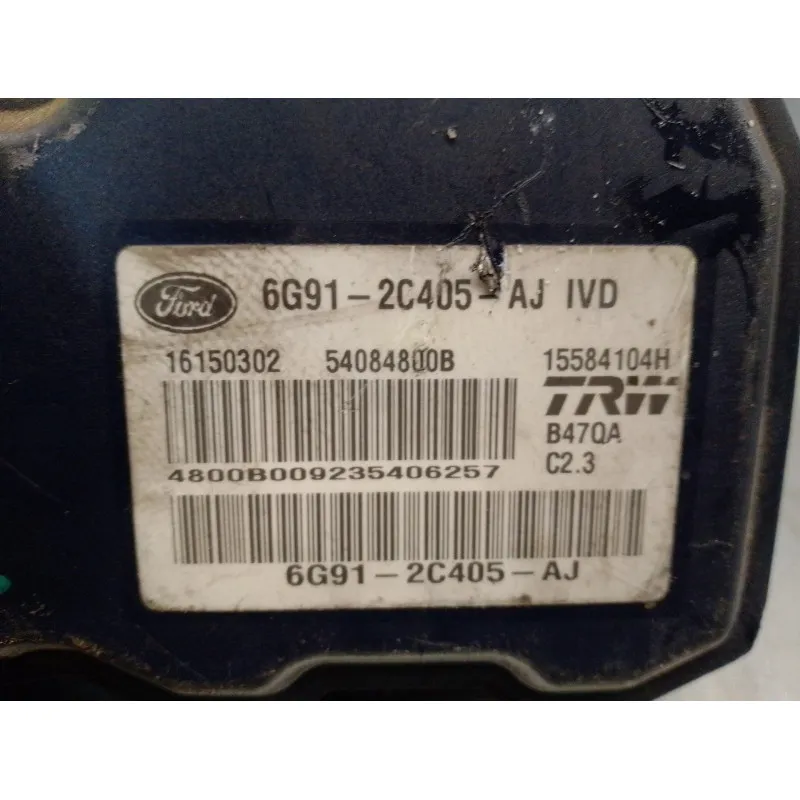 Ford 6G91-2C405-AJ IVD
16150302 54084800B 15584104H
TRW
B47QA
4800B009235406257 C2.3
6G91-2C405-AJ